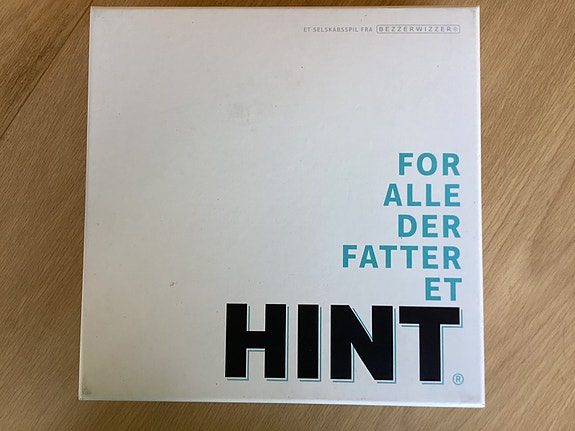 ET SELSKABSSPIL FRA BEZZERWIZZER®
FOR
ALLE
DER
FATTER
ET
HINT®